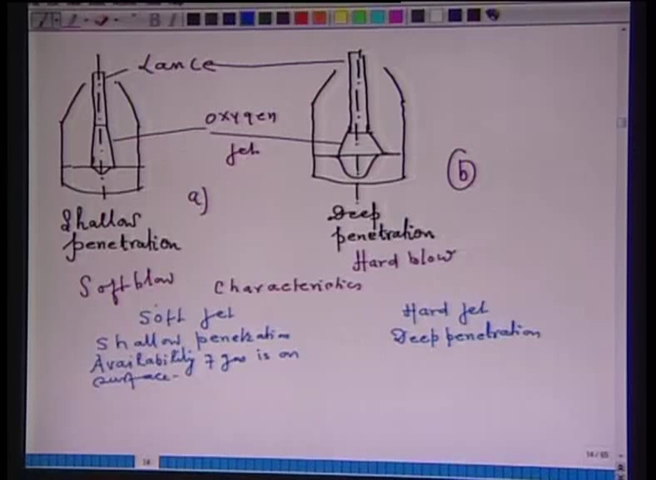 Lance
oxygen
jet
a)
b
Shallow
penetration
Deep
penetration
Hard blow
Soft blow
Characteristics
Soft jet
Shallow penetration
Availability of gas is on
surface.
Hard jet
Deep penetration
B I